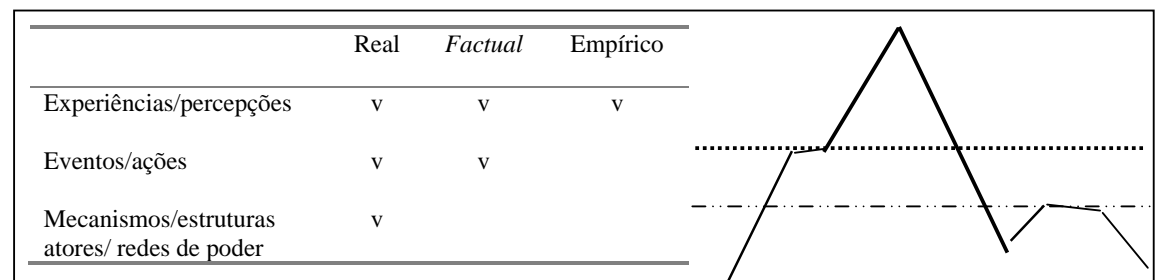 Real Factual Empírico
Experiências/percepções v v v
Eventos/ações v v
Mecanismos/estruturas v
atores/ redes de poder